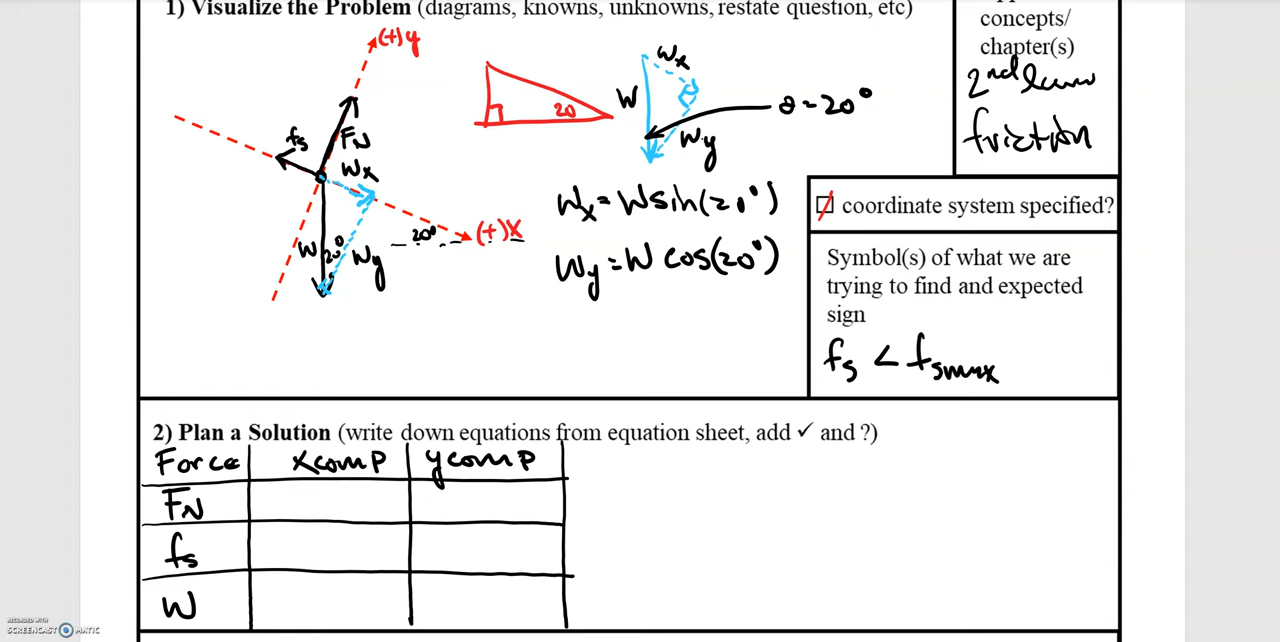 1) Visualize the Problem (diagrams, knowns, unknowns, restate question, etc)
concepts/
chapter(s)
2nd law
friction
(+)y
fs
FN
Wx
W
20°
Wy
20°
(+)x
20
Wx
W
θ=20°
Wy
Wx=Wsin(20°)
Wy=W cos(20°)
coordinate system specified?
Symbol(s) of what we are
trying to find and expected
sign
fs < fsmax
2) Plan a Solution (write down equations from equation sheet, add ✓ and ?)
Force xcomp ycomp
FN
fs
W
RECORDED WITH
SCREENCAST MATIC